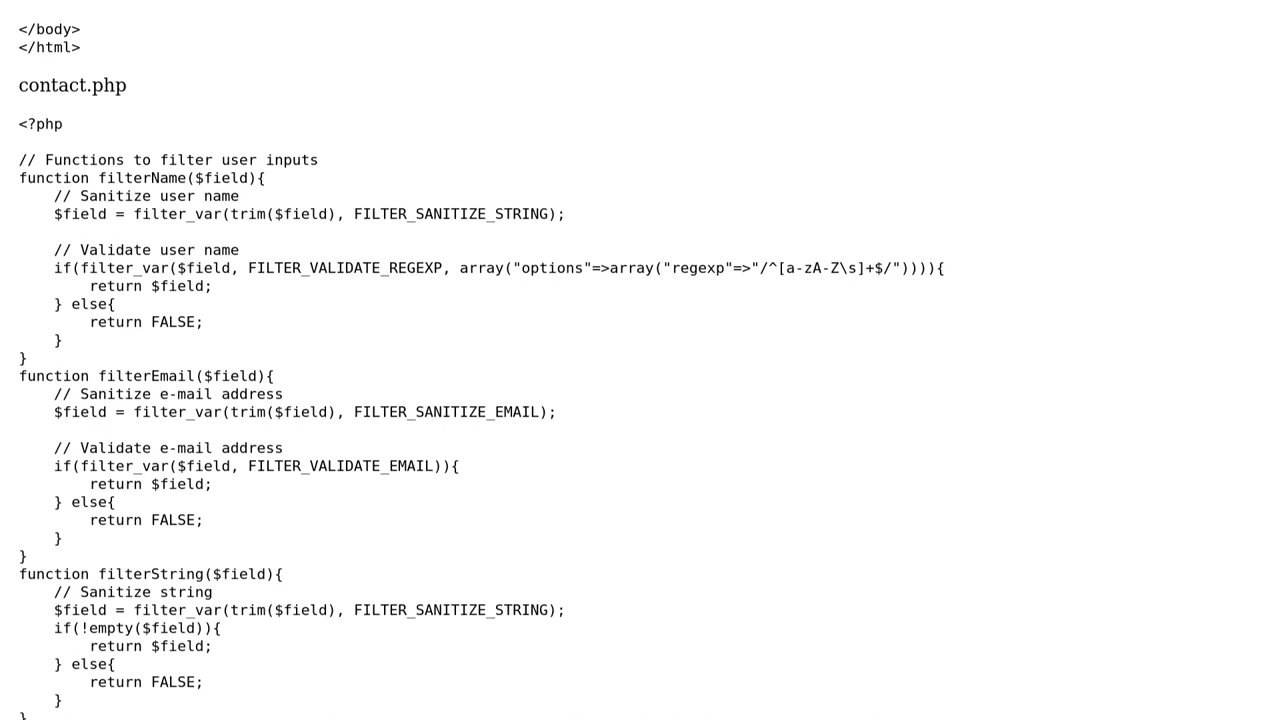 </body>
</html>
contact.php
<?php
// Functions to filter user inputs
function filterName($field){
    // Sanitize user name
    $field = filter_var(trim($field), FILTER_SANITIZE_STRING);
    // Validate user name
    if(filter_var($field, FILTER_VALIDATE_REGEXP, array("options"=>array("regexp"=>"/^[a-zA-Z\s]+$/")))){
        return $field;
    } else{
        return FALSE;
    }
}
function filterEmail($field){
    // Sanitize e-mail address
    $field = filter_var(trim($field), FILTER_SANITIZE_EMAIL);
    // Validate e-mail address
    if(filter_var($field, FILTER_VALIDATE_EMAIL)){
        return $field;
    } else{
        return FALSE;
    }
}
function filterString($field){
    // Sanitize string
    $field = filter_var(trim($field), FILTER_SANITIZE_STRING);
    if(!empty($field)){
        return $field;
    } else{
        return FALSE;
    }
}